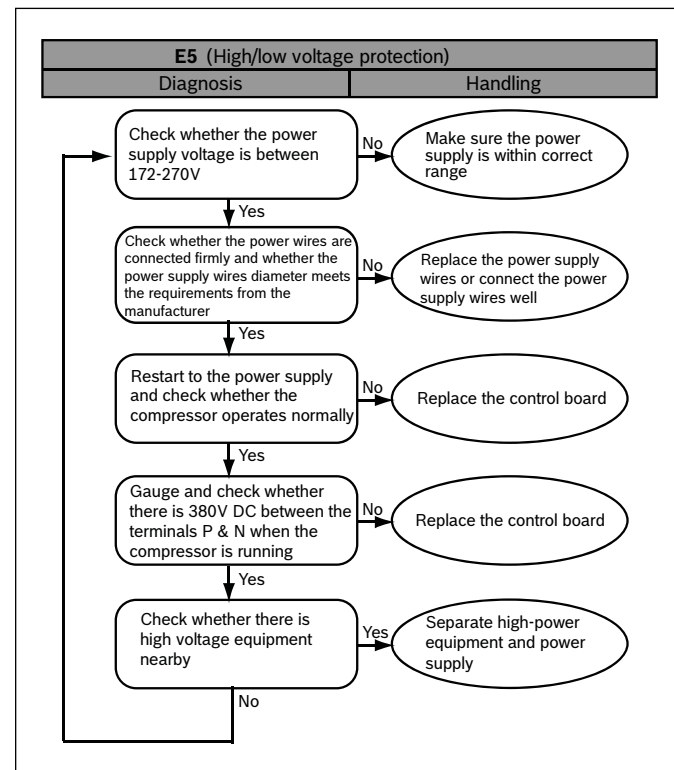 E5 (High/low voltage protection)
Diagnosis
Handling
Check whether the power
supply voltage is between
172-270V
No
Make sure the power
supply is within correct
range
Yes
Check whether the power wires are
connected firmly and whether the
power supply wires diameter meets
the requirements from the
manufacturer
No
Replace the power supply
wires or connect the power
supply wires well
Yes
Restart to the power supply
and check whether the
compressor operates normally
No
Replace the control board
Yes
Gauge and check whether
there is 380V DC between the
terminals P & N when the
compressor is running
No
Replace the control board
Yes
Check whether there is
high voltage equipment
nearby
Yes
Separate high-power
equipment and power
supply
No